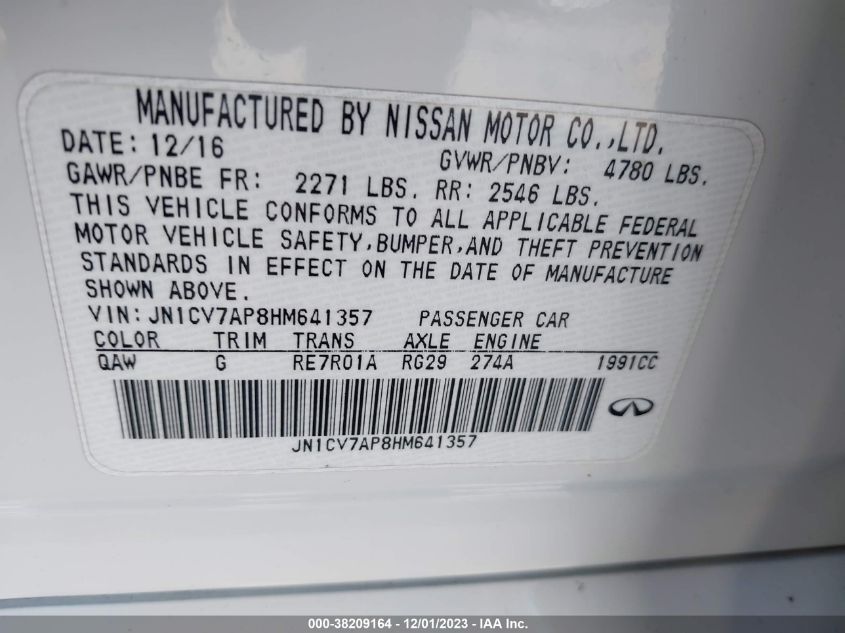 MANUFACTURED BY NISSAN MOTOR CO.,LTD.
DATE: 12/16 GVWR/PNBV: 4780 LBS.
GAWR/PNBE FR: 2271 LBS. RR: 2546 LBS.
THIS VEHICLE CONFORMS TO ALL APPLICABLE FEDERAL
MOTOR VEHICLE SAFETY,BUMPER,AND THEFT PREVENTION
STANDARDS IN EFFECT ON THE DATE OF MANUFACTURE
SHOWN ABOVE.
VIN:JN1CV7AP8HM641357 PASSENGER CAR
COLOR TRIM TRANS AXLE ENGINE
QAW G RE7R01A RG29 274A 1991CC
JN1CV7AP8HM641357
000-38209164 - 12/01/2023 - IAA Inc.